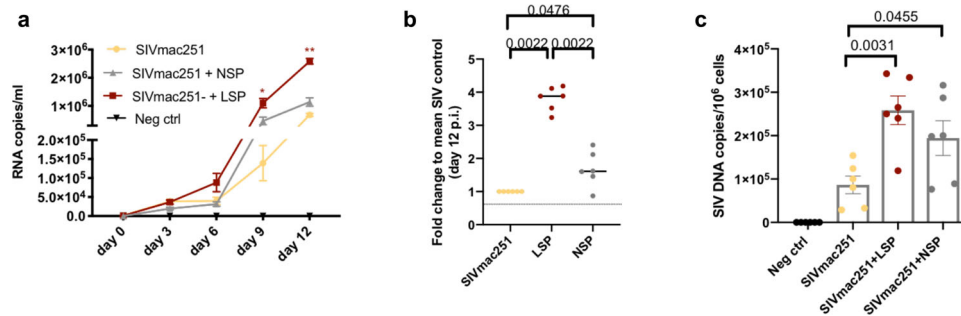 a
SIVmac251
SIVmac251 + NSP
SIVmac251- + LSP
Neg ctrl
RNA copies/ml
3×10⁶
2×10⁶
1×10⁶
2.0×10⁵
1.5×10⁵
1.0×10⁵
5.0×10⁴
0.0
*
**
day 0
day 3
day 6
day 9
day 12
b
0.0476
0.0022
0.0022
Fold change to mean SIV control
(day 12 p.i.)
5
4
3
2
1
0
SIVmac251
LSP
NSP
c
0.0455
0.0031
SIV DNA copies/10⁶ cells
4×10⁵
3×10⁵
2×10⁵
1×10⁵
0
Neg ctrl
SIVmac251
SIVmac251+LSP
SIVmac251+NSP